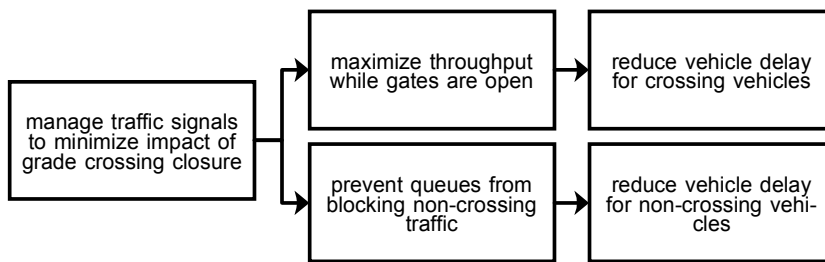 manage traffic signals
to minimize impact of
grade crossing closure
maximize throughput
while gates are open
reduce vehicle delay
for crossing vehicles
prevent queues from
blocking non-crossing
traffic
reduce vehicle delay
for non-crossing vehi-
cles